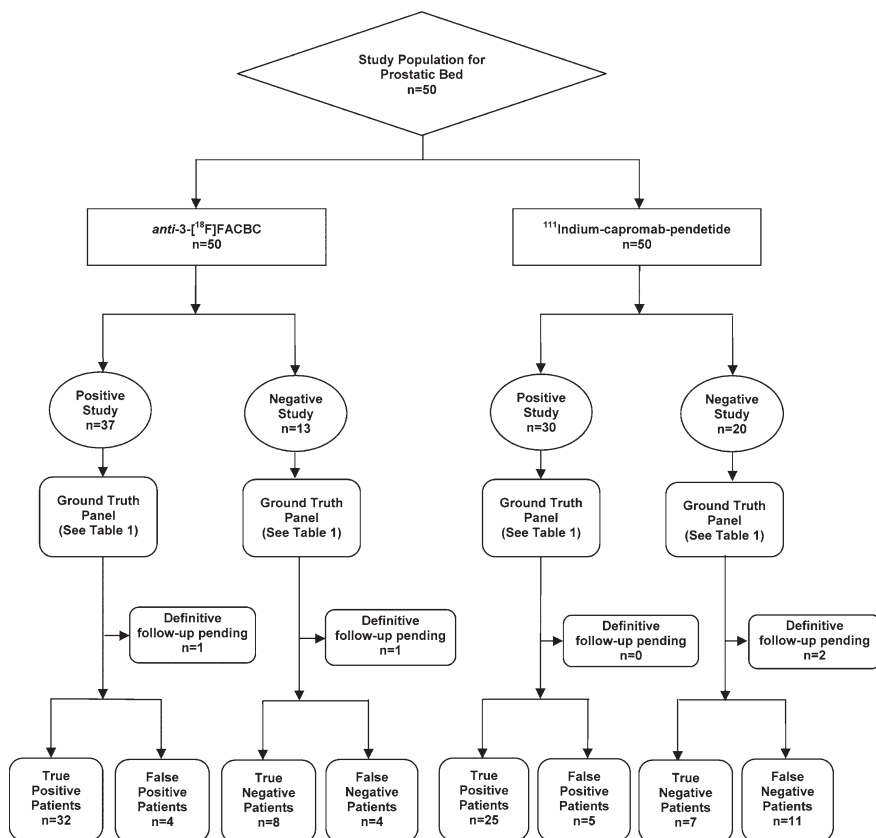 Study Population for
Prostatic Bed
n=50
anti-3-[¹⁸F]FACBC
n=50
¹¹¹Indium-capromab-pendetide
n=50
Positive
Study
n=37
Negative
Study
n=13
Positive
Study
n=30
Negative
Study
n=20
Ground Truth
Panel
(See Table 1)
Ground Truth
Panel
(See Table 1)
Ground Truth
Panel
(See Table 1)
Ground Truth
Panel
(See Table 1)
Definitive
follow-up pending
n=1
Definitive
follow-up pending
n=1
Definitive
follow-up pending
n=0
Definitive
follow-up pending
n=2
True
Positive
Patients
n=32
False
Positive
Patients
n=4
True
Negative
Patients
n=8
False
Negative
Patients
n=4
True
Positive
Patients
n=25
False
Positive
Patients
n=5
True
Negative
Patients
n=7
False
Negative
Patients
n=11